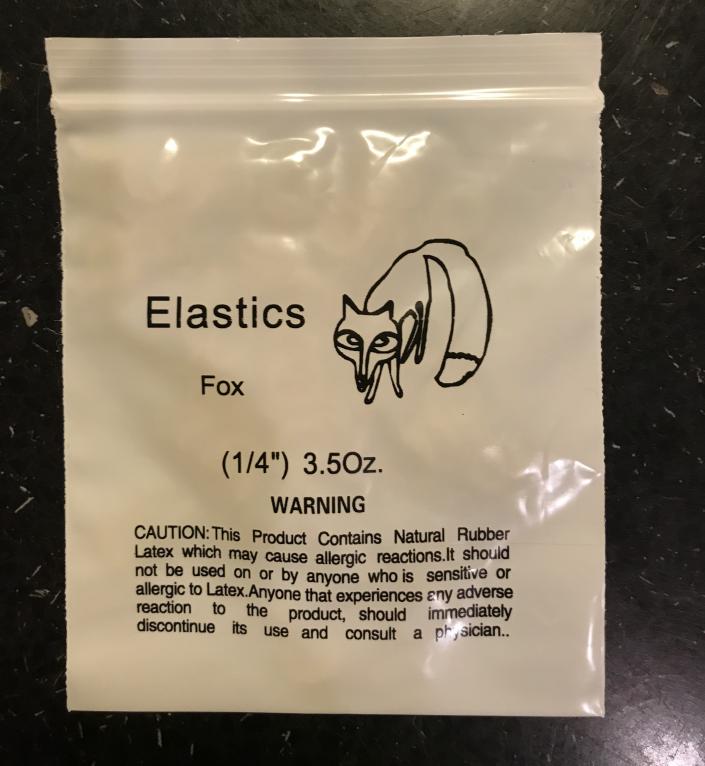 Elastics
Fox
(1/4") 3.5Oz.
WARNING
CAUTION:This Product Contains Natural Rubber
Latex which may cause allergic reactions.It should
not be used on or by anyone who is sensitive or
allergic to Latex.Anyone that experiences any adverse
reaction to the product, should immediately
discontinue its use and consult a physician..